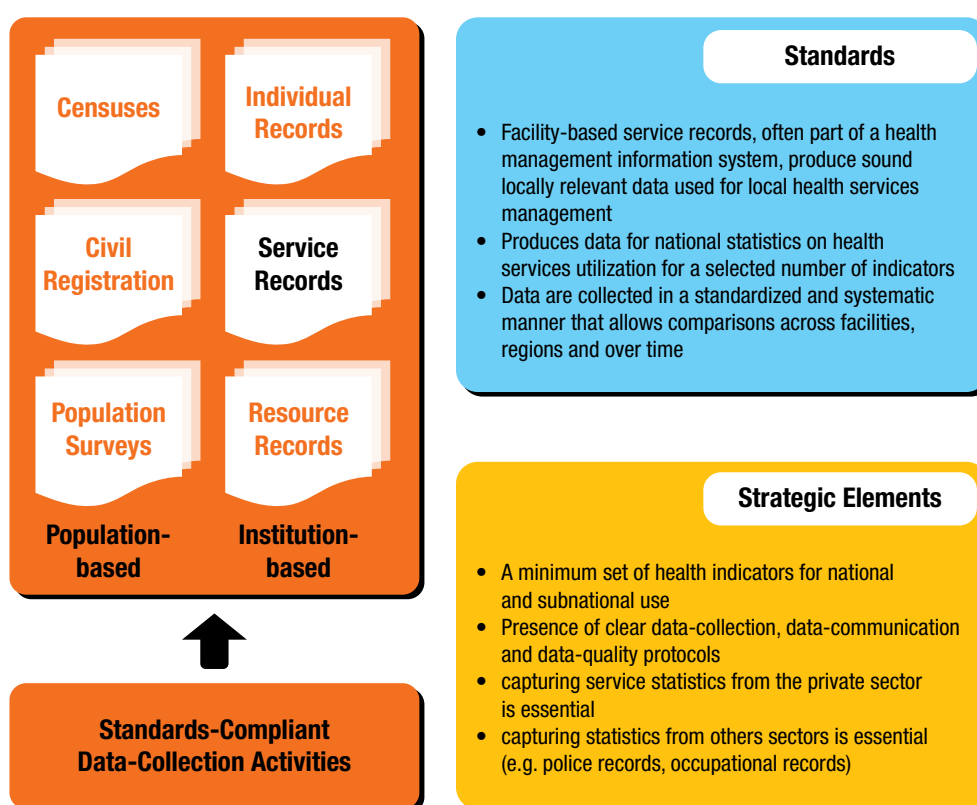 Censuses
Individual
Records
Civil
Registration
Service
Records
Population
Surveys
Resource
Records
Population-
based
Institution-
based
Standards-Compliant
Data-Collection Activities
Standards
• Facility-based service records, often part of a health
management information system, produce sound
locally relevant data used for local health services
management
• Produces data for national statistics on health
services utilization for a selected number of indicators
• Data are collected in a standardized and systematic
manner that allows comparisons across facilities,
regions and over time
Strategic Elements
• A minimum set of health indicators for national
and subnational use
• Presence of clear data-collection, data-communication
and data-quality protocols
• capturing service statistics from the private sector
is essential
• capturing statistics from others sectors is essential
(e.g. police records, occupational records)